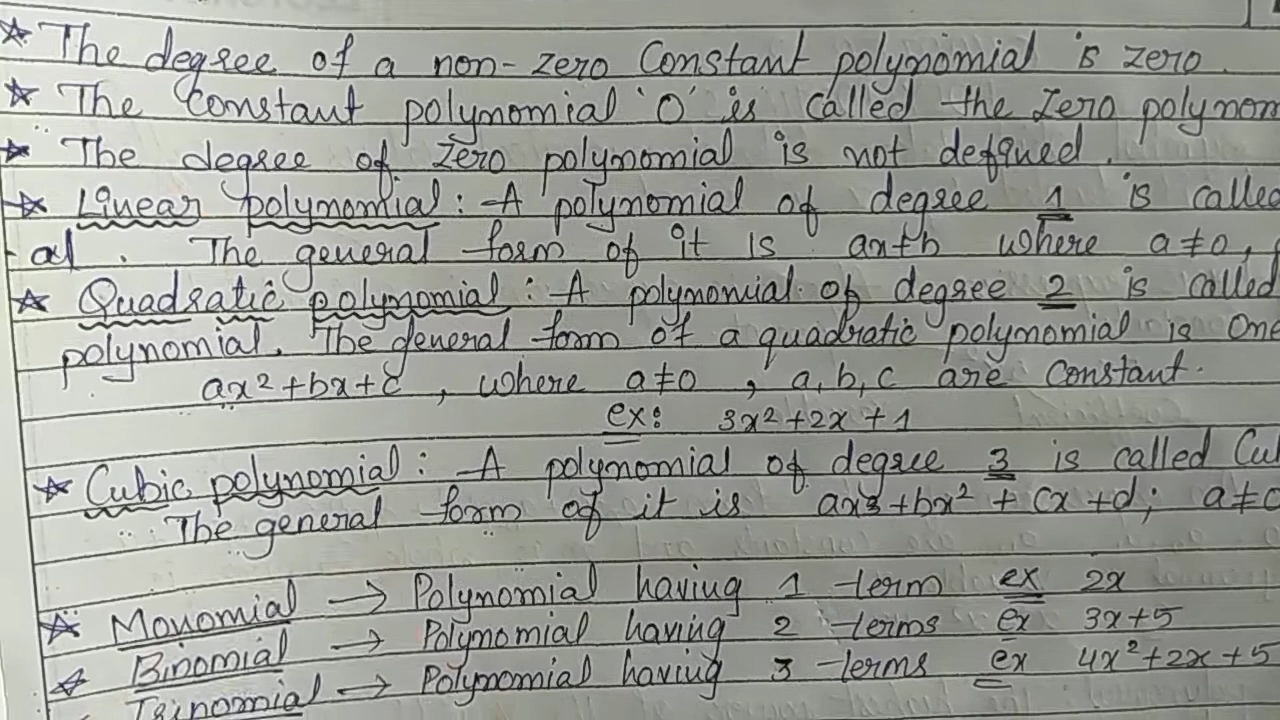 ☆ The degree of a non-zero Constant polynomial is zero.
☆ The constant polynomial 'O' is called the Zero polynom
☆ The degree of Zero polynomial is not defined.
☆ Linear polynomial :- A polynomial of degree 1 is called
al . The general form of it is ax+b where a≠0,
☆ Quadratic polynomial :- A polynomial of degree 2 is called
polynomial. The general form of a quadratic polynomial is One
ax²+bx+c , where a≠0 , a, b, c are Constant.
ex: 3x²+2x+1
☆ Cubic polynomial :- A polynomial of degree 3 is called Cu
The general form of it is ax3+bx² + cx +d; a≠
☆ Monomial → Polynomial having 1 term ex 2x
☆ Binomial → Polynomial having 2 terms ex 3x+5
Trinomial → Polynomial having 3 terms ex 4x²+2x+5